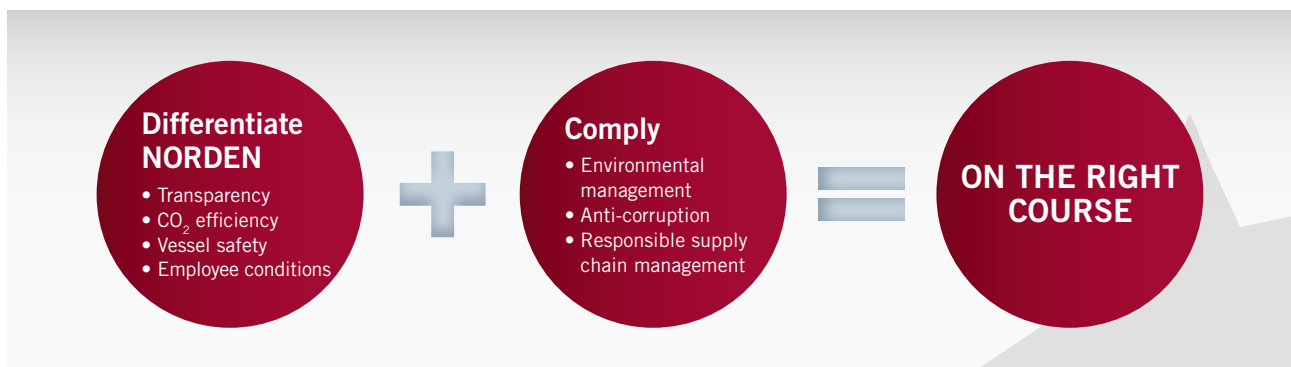 Differentiate
NORDEN
• Transparency
• CO₂ efficiency
• Vessel safety
• Employee conditions
Comply
• Environmental
management
• Anti-corruption
• Responsible supply
chain management
ON THE RIGHT
COURSE